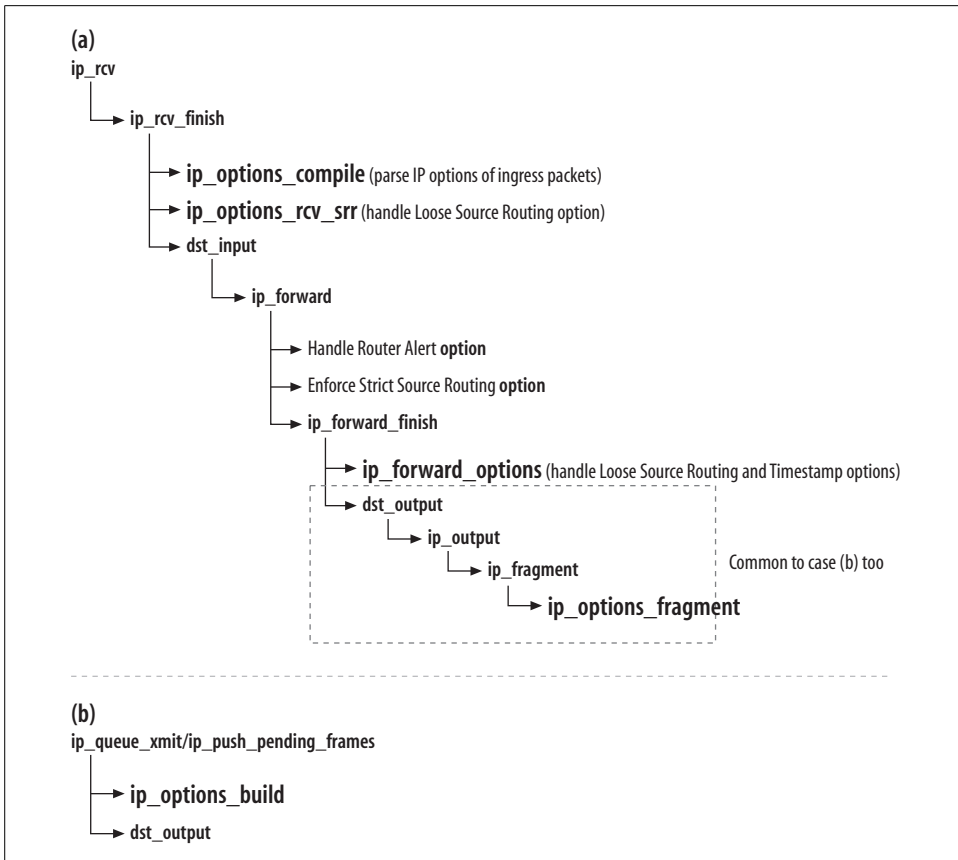 (a)
ip_rcv
ip_rcv_finish
ip_options_compile (parse IP options of ingress packets)
ip_options_rcv_srr (handle Loose Source Routing option)
dst_input
ip_forward
Handle Router Alert option
Enforce Strict Source Routing option
ip_forward_finish
ip_forward_options (handle Loose Source Routing and Timestamp options)
dst_output
ip_output
ip_fragment
Common to case (b) too
ip_options_fragment
(b)
ip_queue_xmit/ip_push_pending_frames
ip_options_build
dst_output